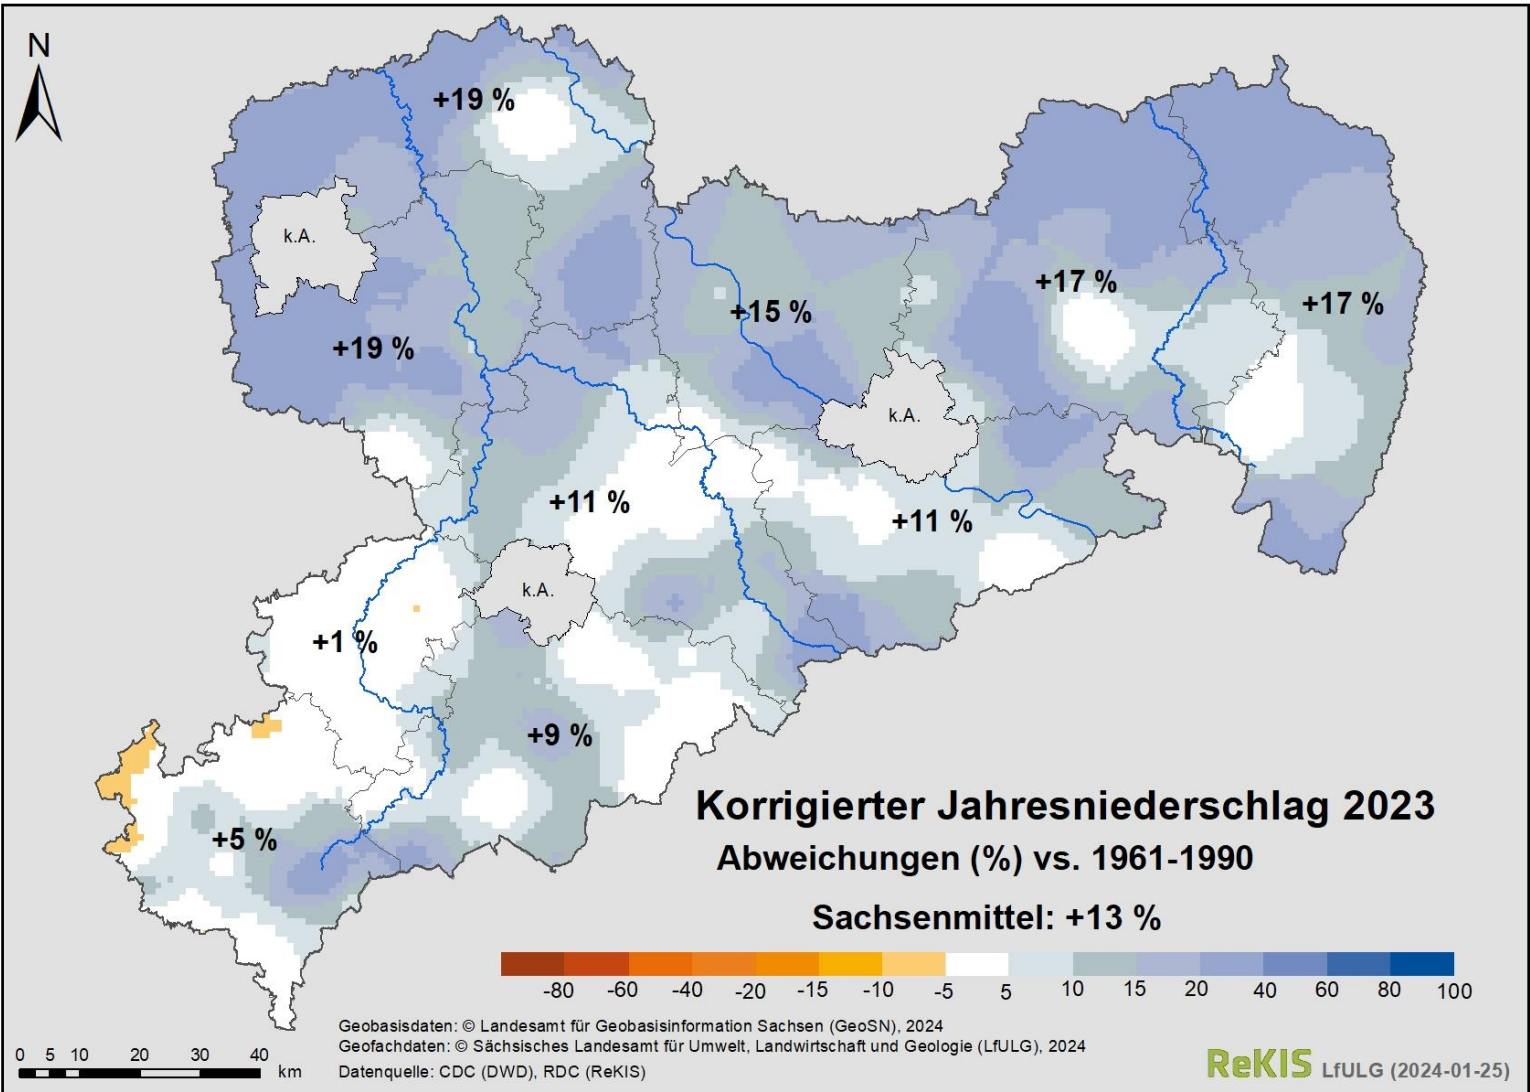 N
+19 %
k.A.
+17 %
+15 %
+17 %
+19 %
k.A.
+11 %
+11 %
k.A.
+1 %
+9 %
+5 %
Korrigierter Jahresniederschlag 2023
Abweichungen (%) vs. 1961-1990
Sachsenmittel: +13 %
-80 -60 -40 -20 -15 -10 -5 5 10 15 20 40 60 80 100
Geobasisdaten: © Landesamt für Geobasisinformation Sachsen (GeoSN), 2024
Geofachdaten: © Sächsisches Landesamt für Umwelt, Landwirtschaft und Geologie (LfULG), 2024
Datenquelle: CDC (DWD), RDC (ReKIS)
0 5 10 20 30 40
km
ReKIS LfULG (2024-01-25)